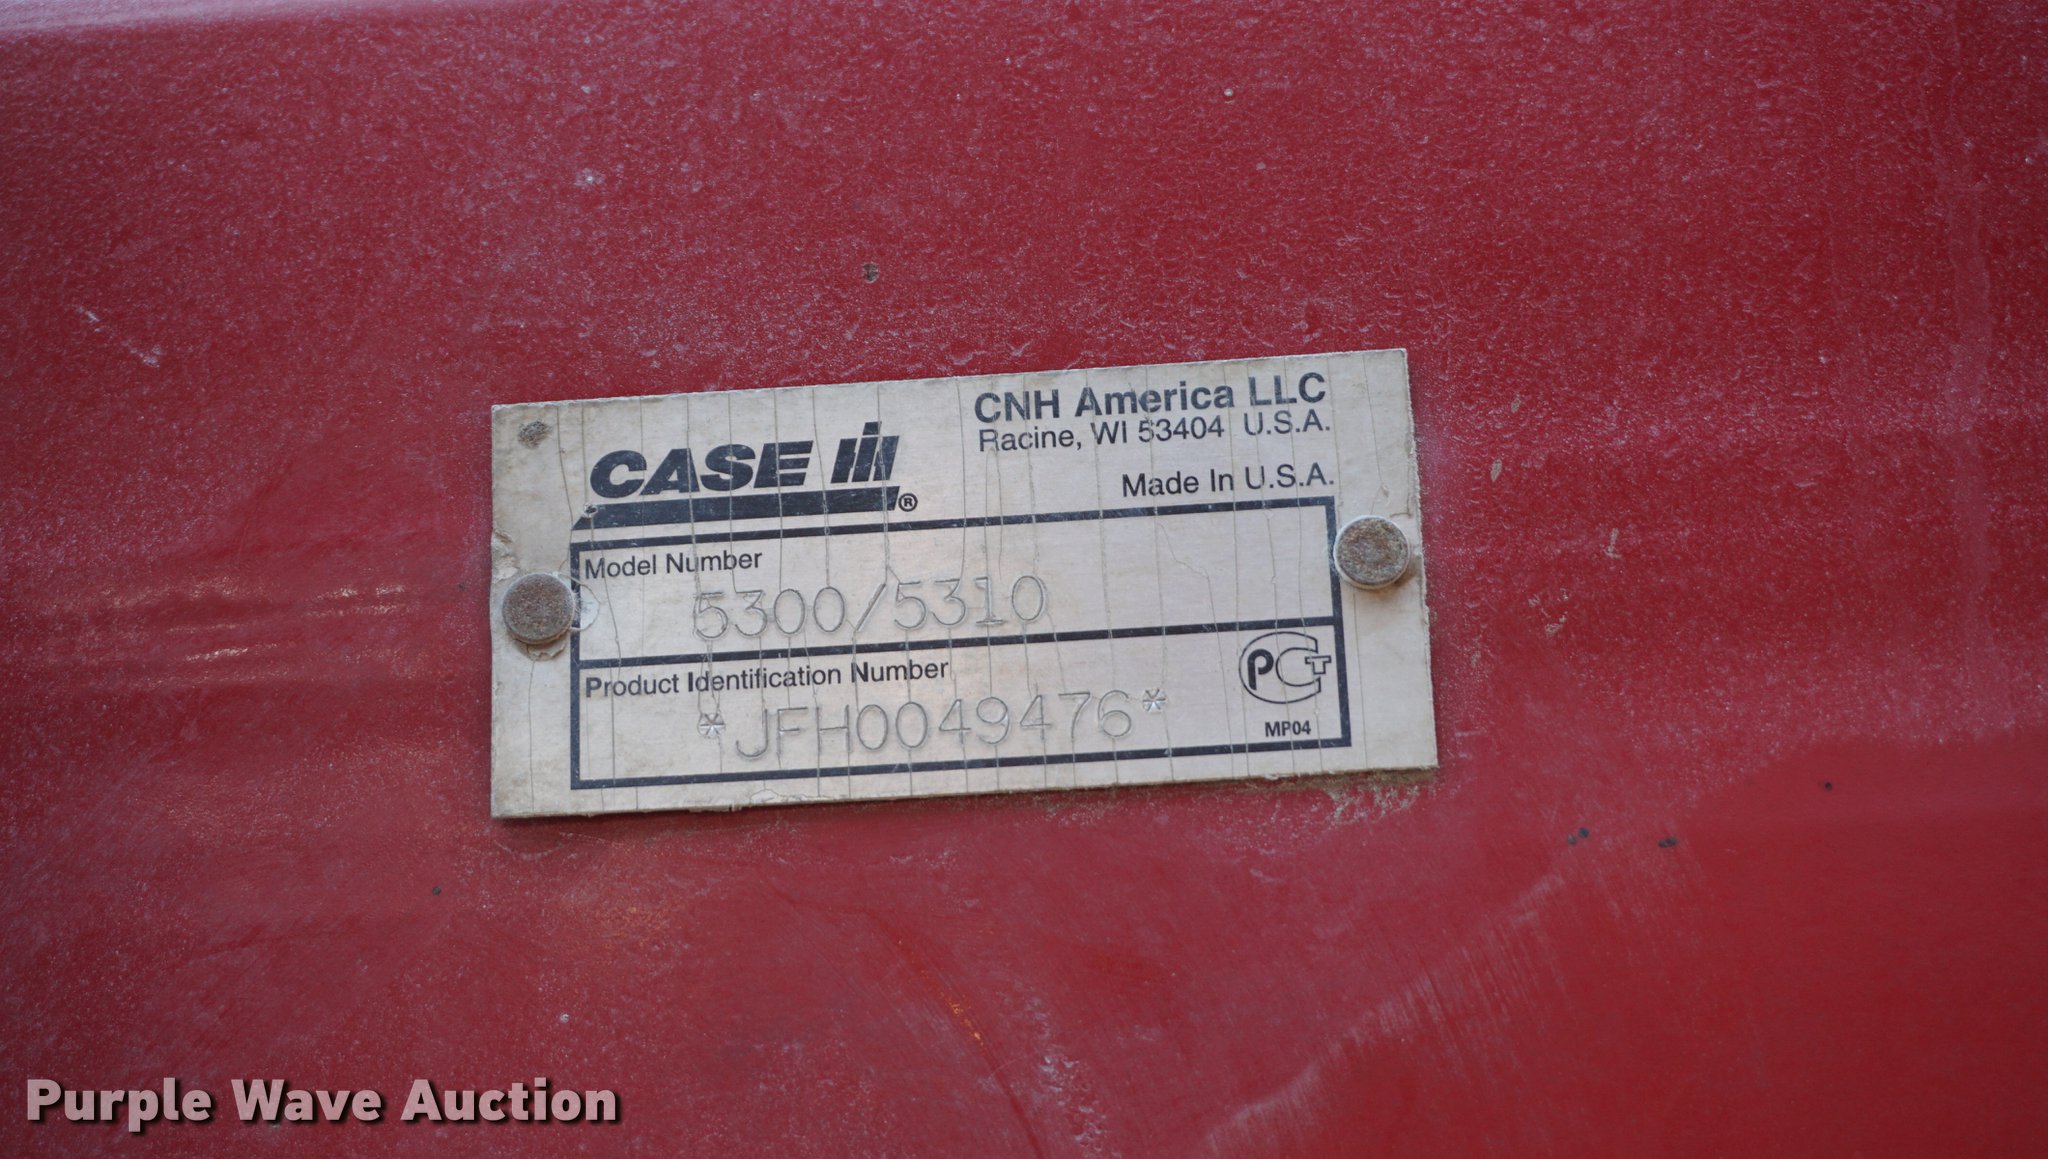 CASE IH®
CNH America LLC
Racine, WI 53404 U.S.A.
Made In U.S.A.
Model Number
5300/5310
Product Identification Number
*JFH0049476*
PCT
MP04
Purple Wave Auction